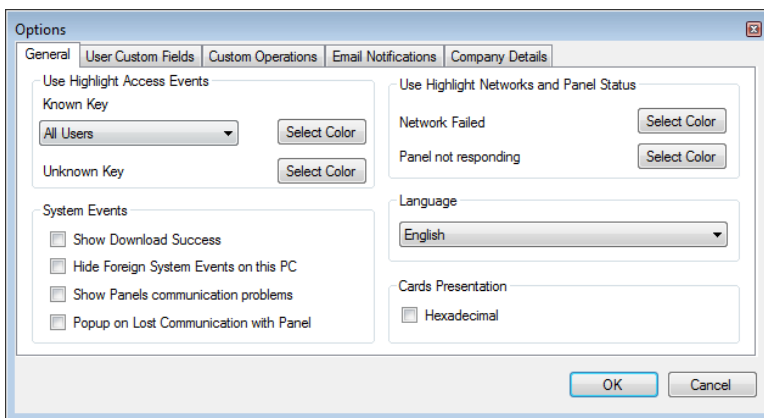 Options
General User Custom Fields Custom Operations Email Notifications Company Details
Use Highlight Access Events
Known Key
All Users Select Color
Unknown Key Select Color
System Events
Show Download Success
Hide Foreign System Events on this PC
Show Panels communication problems
Popup on Lost Communication with Panel
Use Highlight Networks and Panel Status
Network Failed Select Color
Panel not responding Select Color
Language
English
Cards Presentation
Hexadecimal
OK Cancel